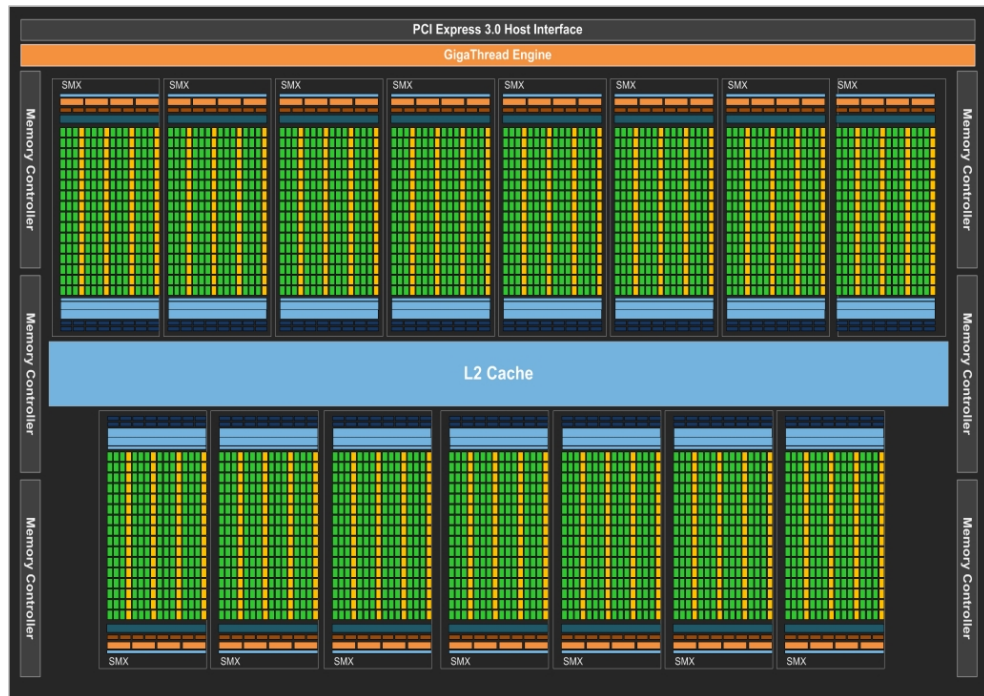 PCI Express 3.0 Host Interface
GigaThread Engine
SMX SMX SMX SMX SMX SMX SMX SMX
Memory Controller
Memory Controller
Memory Controller
Memory Controller
Memory Controller
Memory Controller
L2 Cache
SMX SMX SMX SMX SMX SMX SMX